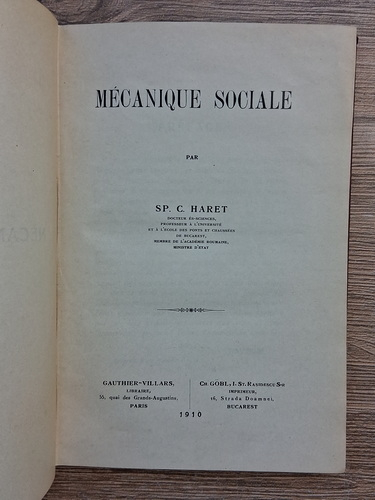 MÉCANIQUE SOCIALE
PAR
SP. C. HARET
DOCTEUR ÈS-SCIENCES,
PROFESSEUR À L'UNIVERSITÉ
ET À L'ÉCOLE DES PONTS ET CHAUSSÉES
DE BUCAREST,
MEMBRE DE L'ACADÉMIE ROUMAINE,
MINISTRE D'ÉTAT
GAUTHIER-VILLARS,
LIBRAIRE,
55, quai des Grands-Augustins,
PARIS
CH. GÖBL, I. ST. RASIDESCU S-R
IMPRIMEUR,
16, Strada Doamnei,
BUCAREST
1910